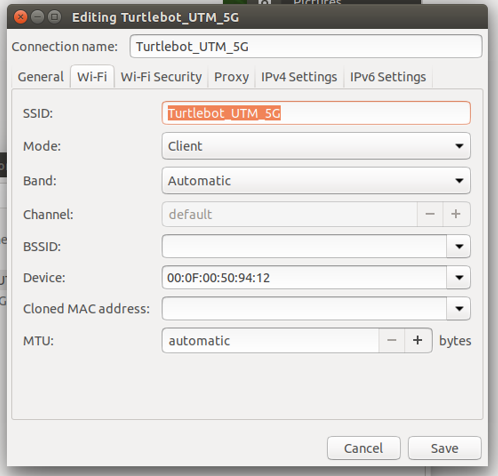 Pictures
Editing Turtlebot_UTM_5G
Connection name: Turtlebot_UTM_5G
General Wi-Fi Wi-Fi Security Proxy IPv4 Settings IPv6 Settings
SSID: Turtlebot_UTM_5G
Mode: Client
Band: Automatic
Channel: default
BSSID:
Device: 00:0F:00:50:94:12
Cloned MAC address:
MTU: automatic bytes
Cancel Save